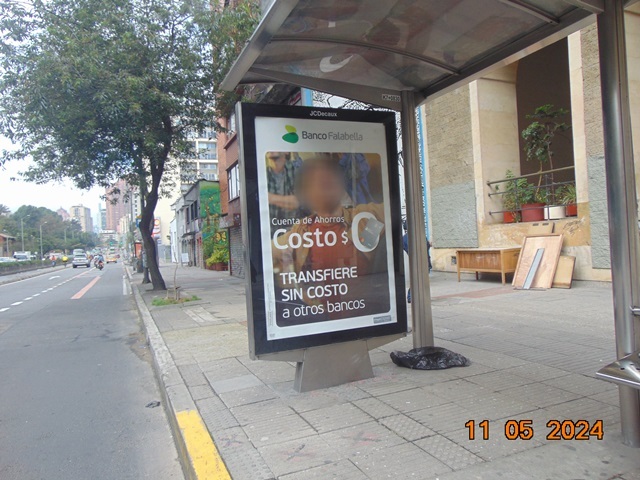 JCDecaux
Banco Falabella
Cuenta de Ahorros
Costo $0
TRANSFIERE
SIN COSTO
a otros bancos
11 05 2024